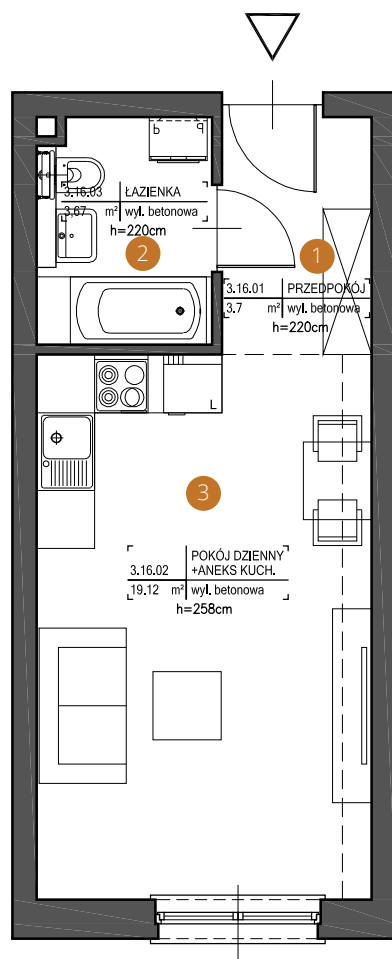 b q
3.16.03 ŁAZIENKA
3,67 m² wyl. betonowa
h=220cm
2
1
3.16.01 PRZEDPOKÓJ
3.7 m² wyl. betonowa
h=220cm
L
3
POKÓJ DZIENNY
3.16.02 +ANEKS KUCH.
19.12 m² wyl. betonowa
h=258cm